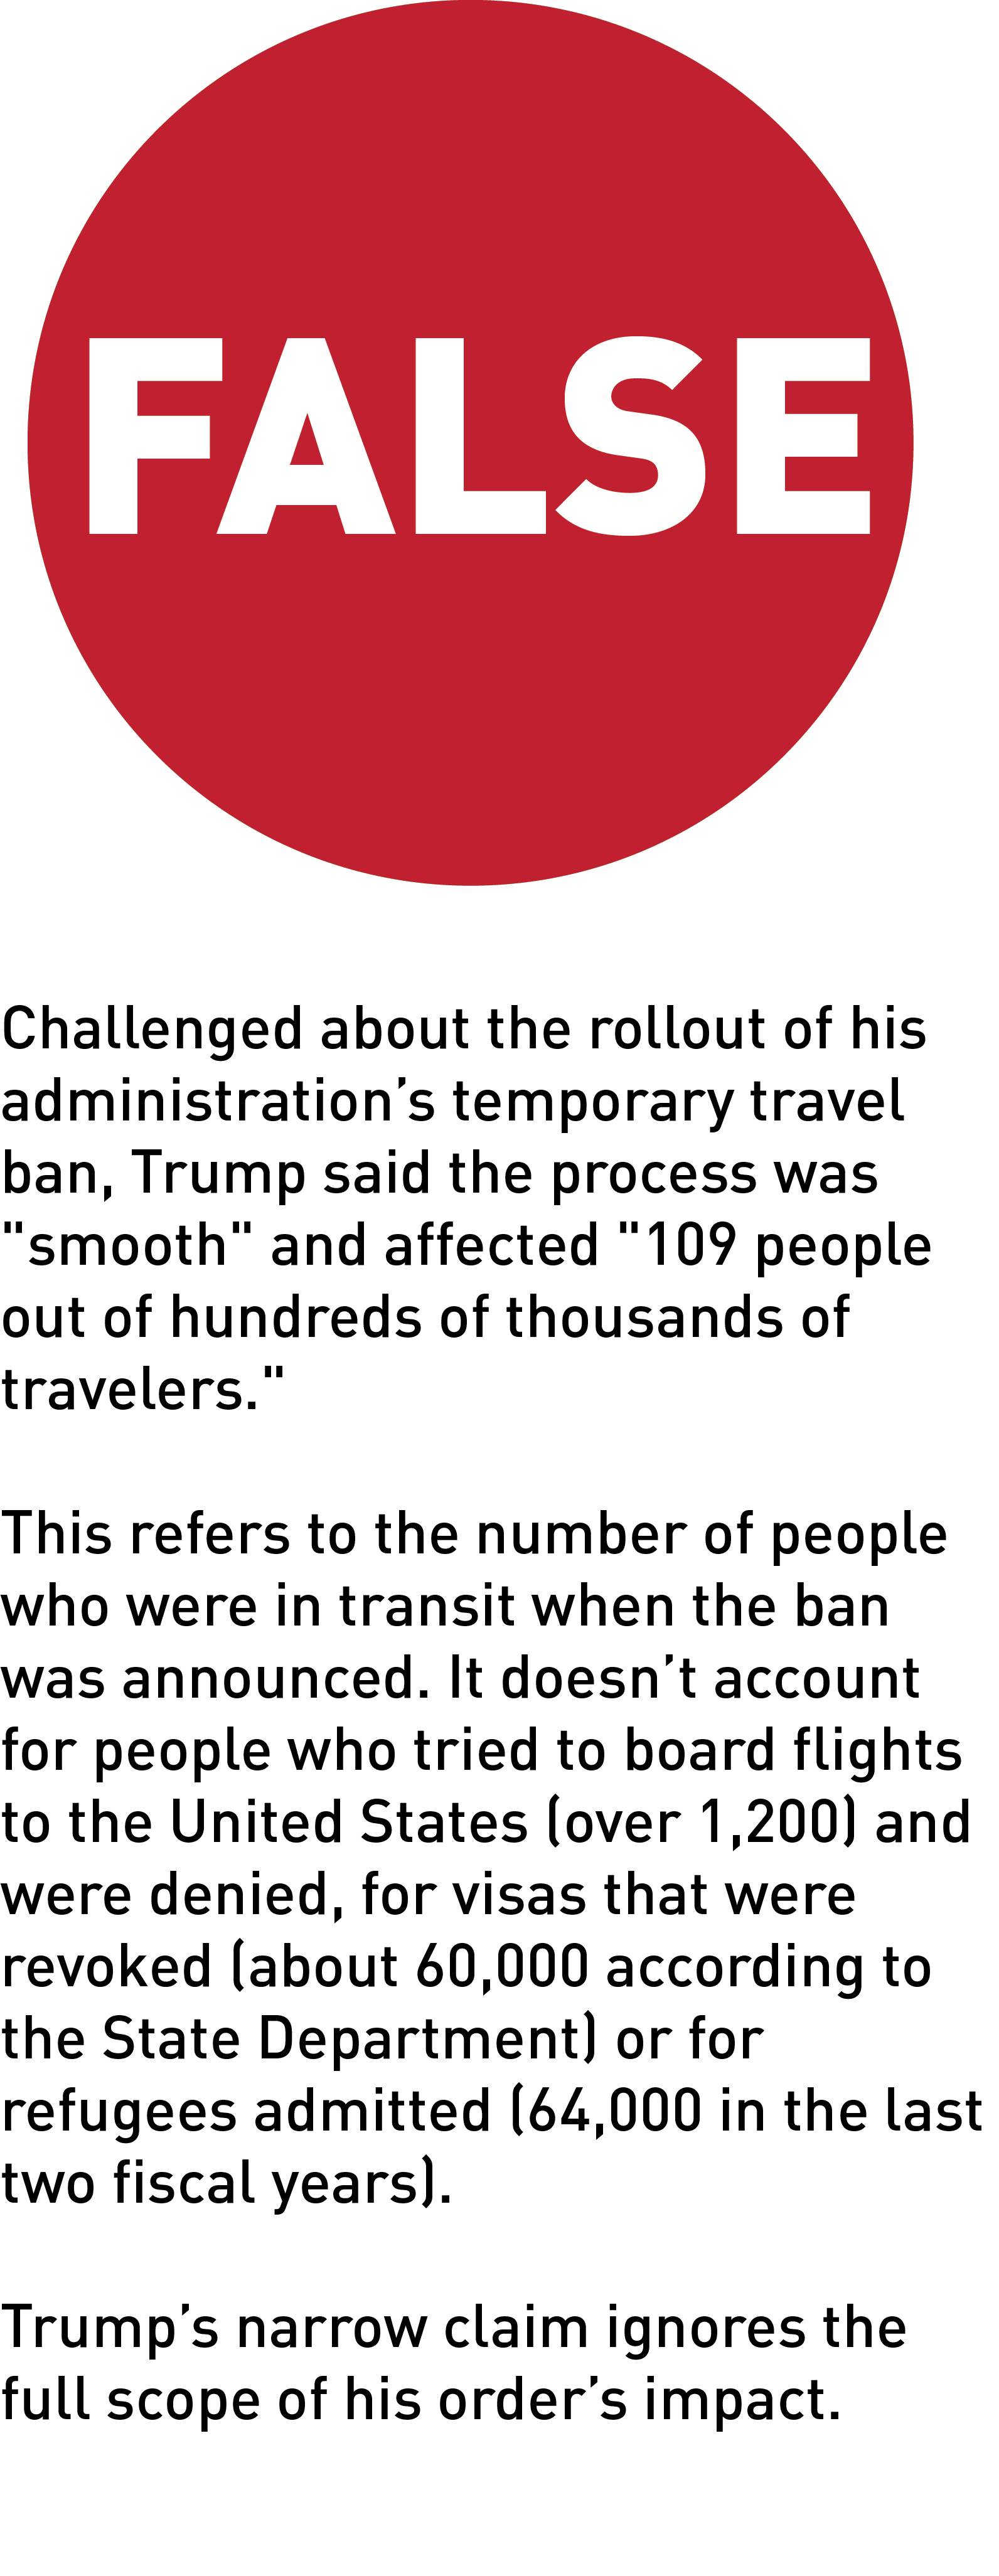 FALSE
Challenged about the rollout of his
administration’s temporary travel
ban, Trump said the process was
"smooth" and affected "109 people
out of hundreds of thousands of
travelers."
This refers to the number of people
who were in transit when the ban
was announced. It doesn’t account
for people who tried to board flights
to the United States (over 1,200) and
were denied, for visas that were
revoked (about 60,000 according to
the State Department) or for
refugees admitted (64,000 in the last
two fiscal years).
Trump’s narrow claim ignores the
full scope of his order’s impact.